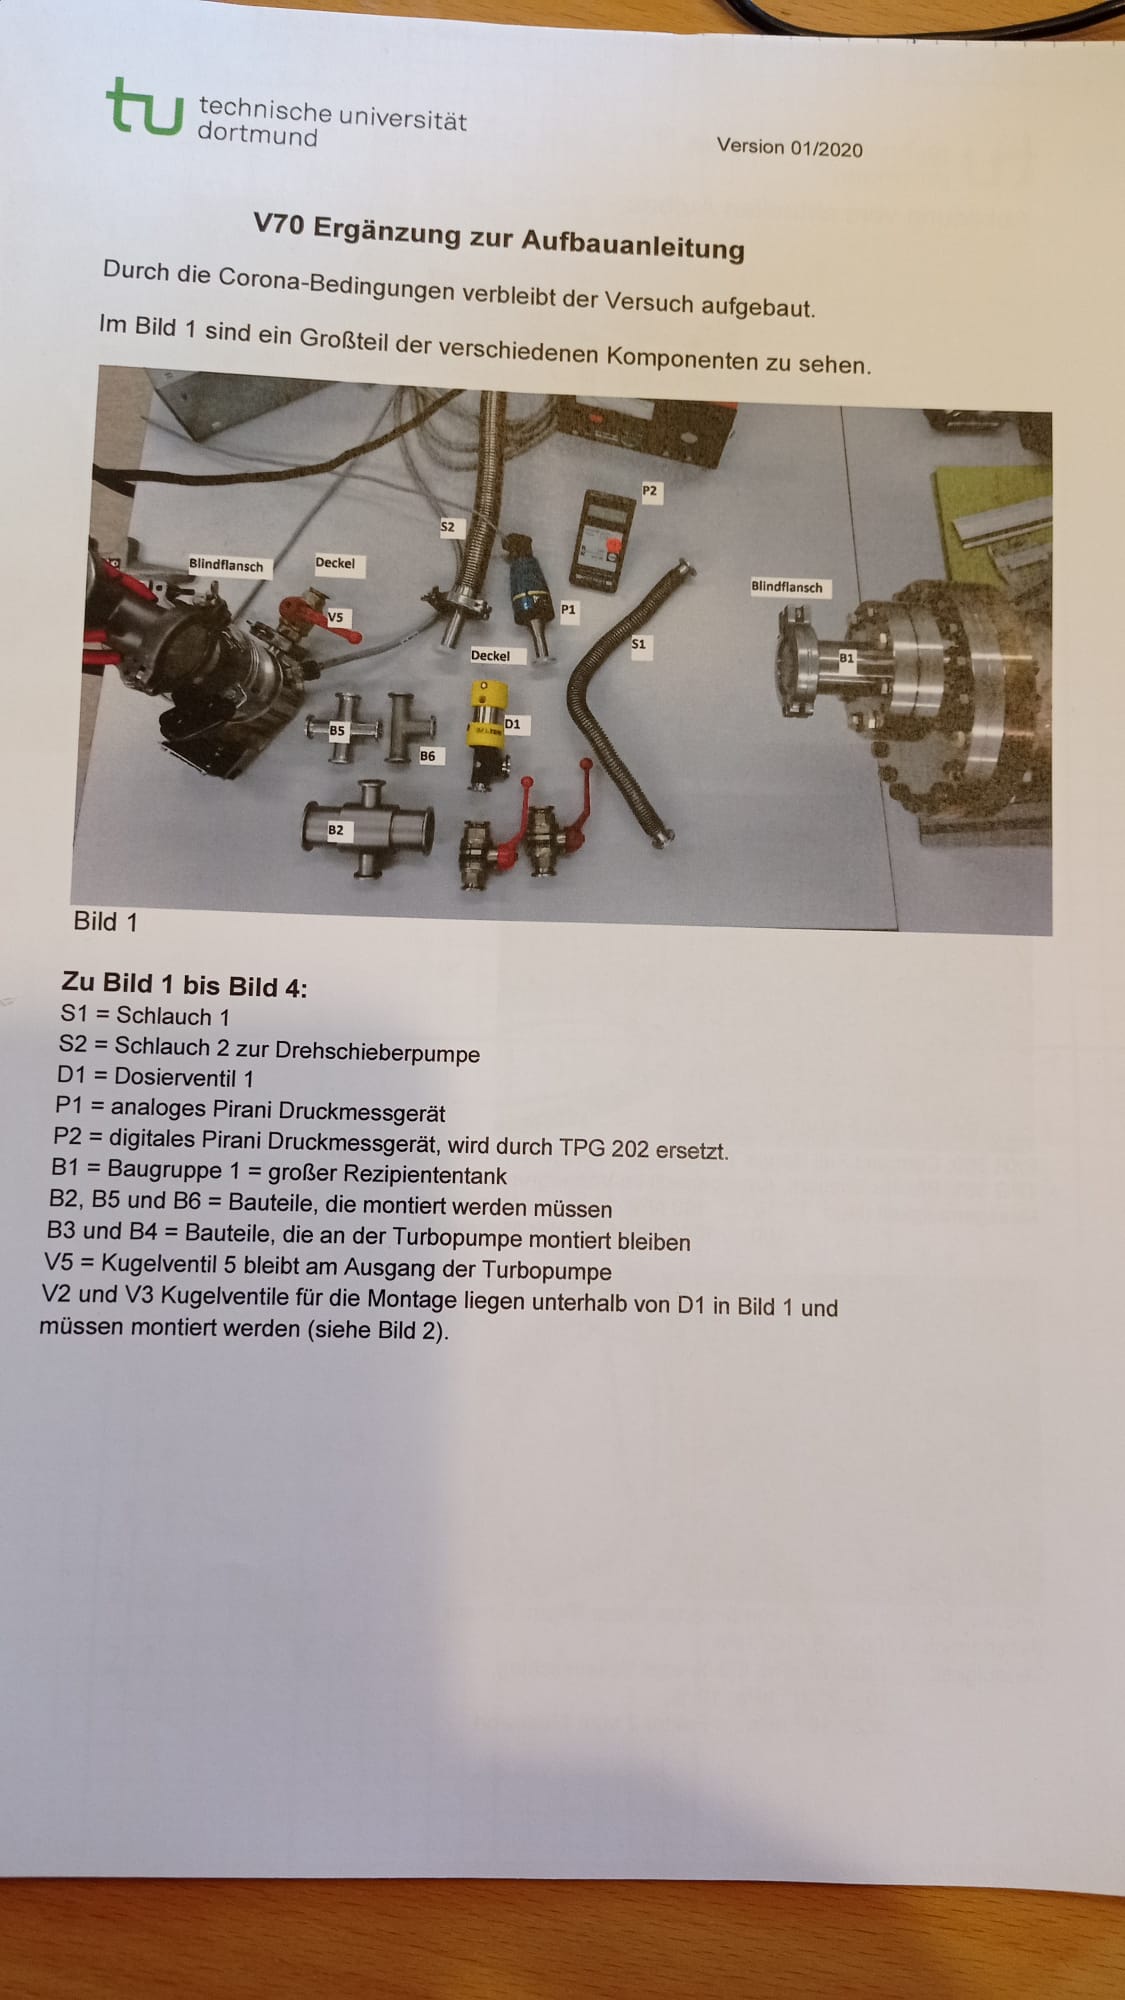 tu technische universität
dortmund
Version 01/2020
V70 Ergänzung zur Aufbauanleitung
Durch die Corona-Bedingungen verbleibt der Versuch aufgebaut.
Im Bild 1 sind ein Großteil der verschiedenen Komponenten zu sehen.
P2
S2
Blindflansch
Deckel
Blindflansch
P1
V5
S1
Deckel
B1
D1
B5
B6
B2
Bild 1
Zu Bild 1 bis Bild 4:
S1 = Schlauch 1
S2 = Schlauch 2 zur Drehschieberpumpe
D1 = Dosierventil 1
P1 = analoges Pirani Druckmessgerät
P2 = digitales Pirani Druckmessgerät, wird durch TPG 202 ersetzt.
B1 = Baugruppe 1 = großer Rezipiententank
B2, B5 und B6 = Bauteile, die montiert werden müssen
B3 und B4 = Bauteile, die an der Turbopumpe montiert bleiben
V5 = Kugelventil 5 bleibt am Ausgang der Turbopumpe
V2 und V3 Kugelventile für die Montage liegen unterhalb von D1 in Bild 1 und
müssen montiert werden (siehe Bild 2).